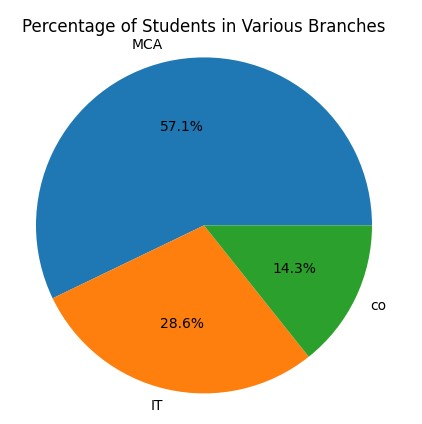 Percentage of Students in Various Branches
MCA
57.1%
14.3%
co
28.6%
IT